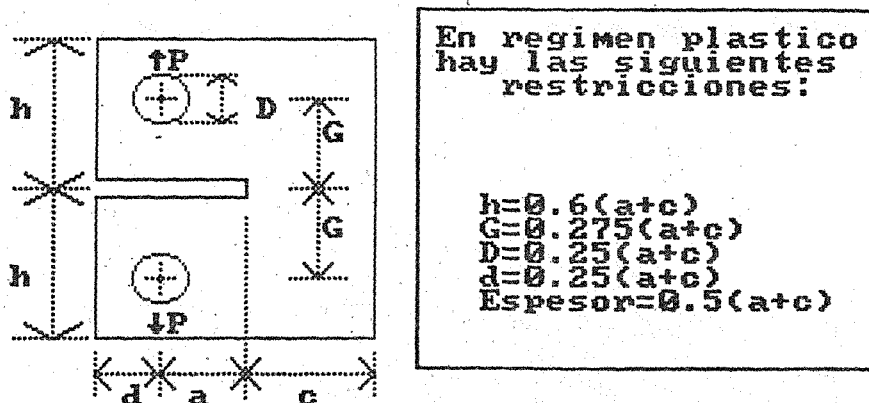 ↑P
h
D
G
G
h
↓P
d
a
c
En regimen plastico
hay las siguientes
restricciones:
h=0.6(a+c)
G=0.275(a+c)
D=0.25(a+c)
d=0.25(a+c)
Espesor=0.5(a+c)